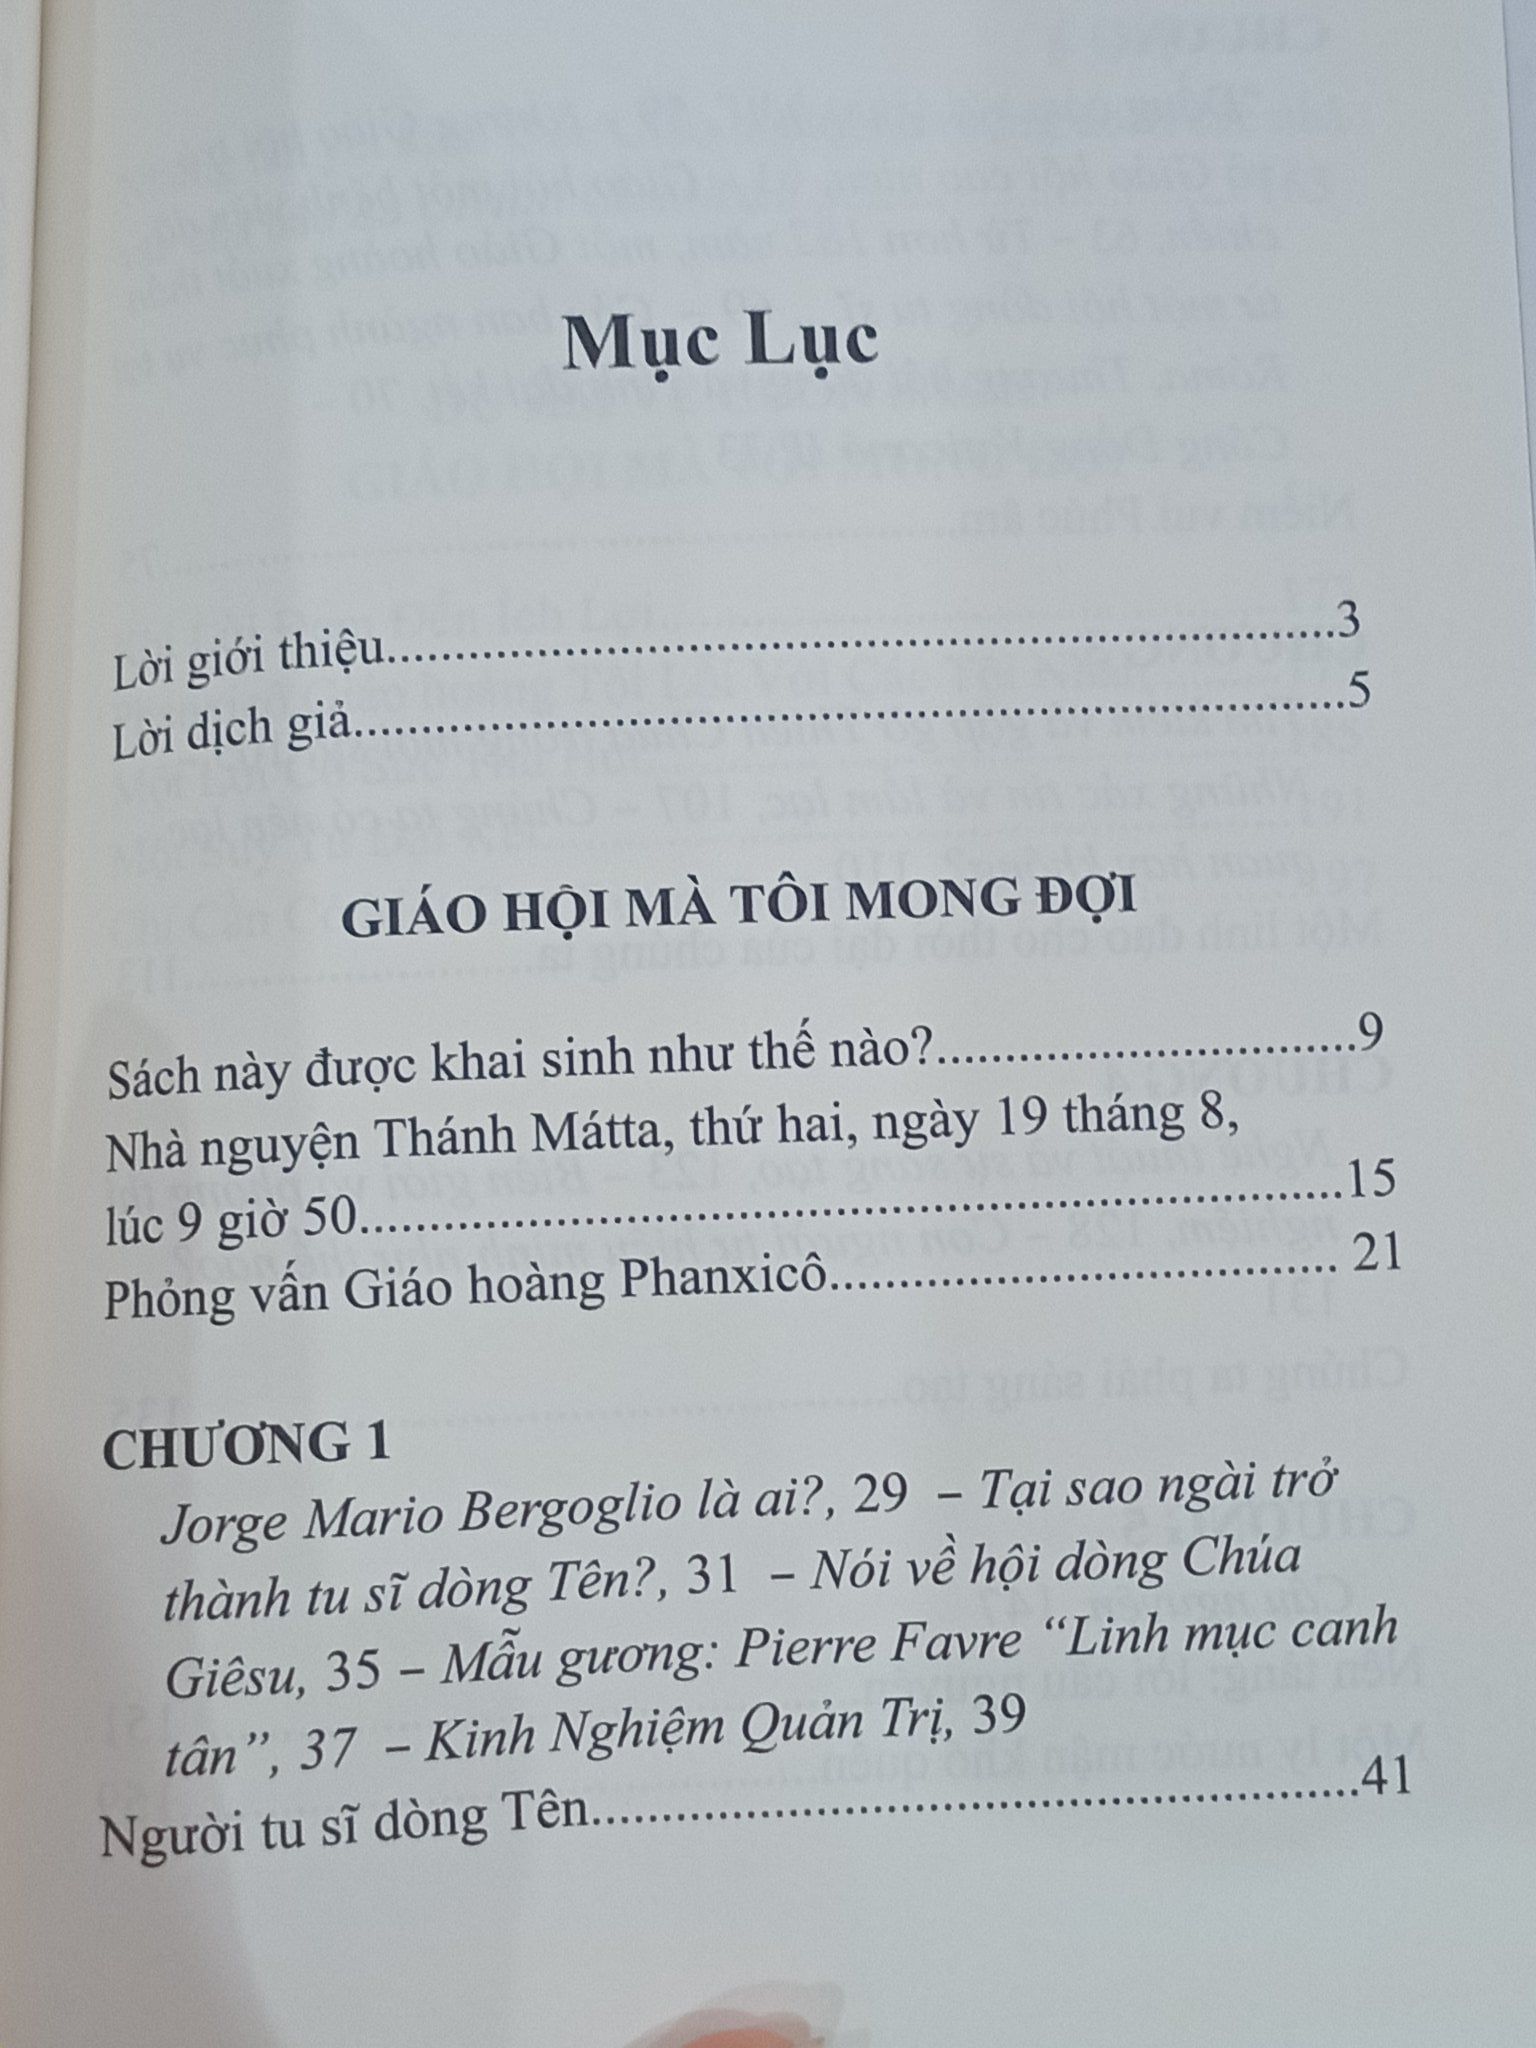 Mục Lục
Lời giới thiệu..........................................................................3
Lời dịch giả..........................................................................5
GIÁO HỘI MÀ TÔI MONG ĐỢI
Sách này được khai sinh như thế nào?...............................9
Nhà nguyện Thánh Mátta, thứ hai, ngày 19 tháng 8,
lúc 9 giờ 50..........................................................................15
Phỏng vấn Giáo hoàng Phanxicô..................................... 21
CHƯƠNG 1
Jorge Mario Bergoglio là ai?, 29 – Tại sao ngài trở
thành tu sĩ dòng Tên?, 31 – Nói về hội dòng Chúa
Giêsu, 35 – Mẫu gương: Pierre Favre “Linh mục canh
tân”, 37 – Kinh Nghiệm Quản Trị, 39
Người tu sĩ dòng Tên........................................................41